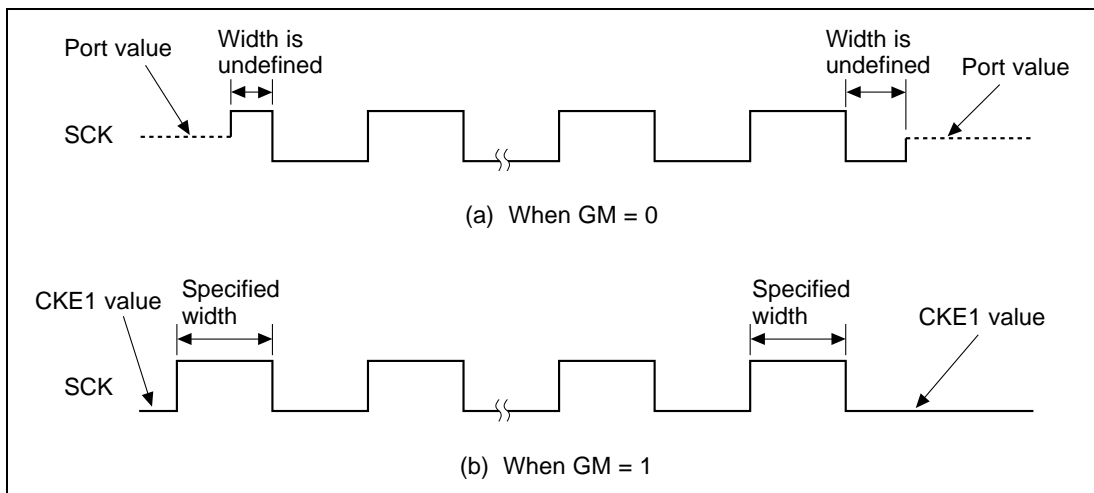 Port value
Width is
undefined
Width is
undefined
Port value
SCK
(a) When GM = 0
CKE1 value
Specified
width
Specified
width
CKE1 value
SCK
(b) When GM = 1